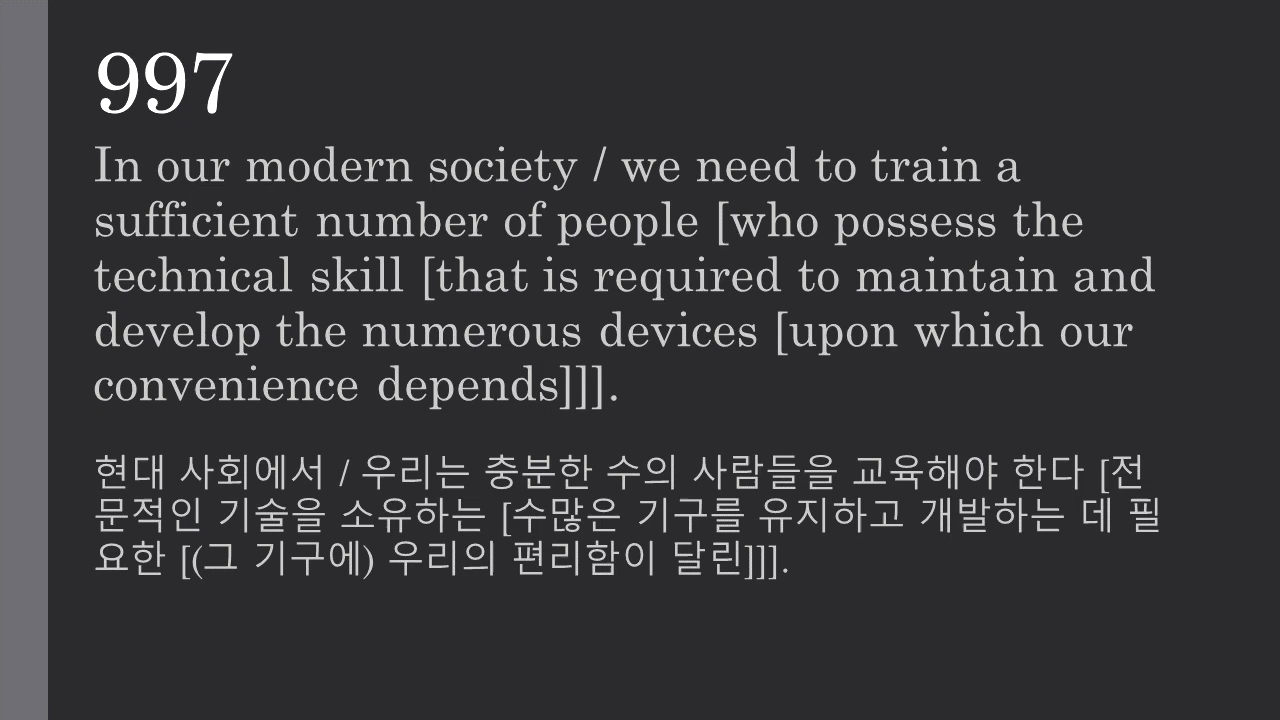 997
In our modern society / we need to train a
sufficient number of people [who possess the
technical skill [that is required to maintain and
develop the numerous devices [upon which our
convenience depends]]].
현대 사회에서 / 우리는 충분한 수의 사람들을 교육해야 한다 [전
문적인 기술을 소유하는 [수많은 기구를 유지하고 개발하는 데 필
요한 [(그 기구에) 우리의 편리함이 달린]]].